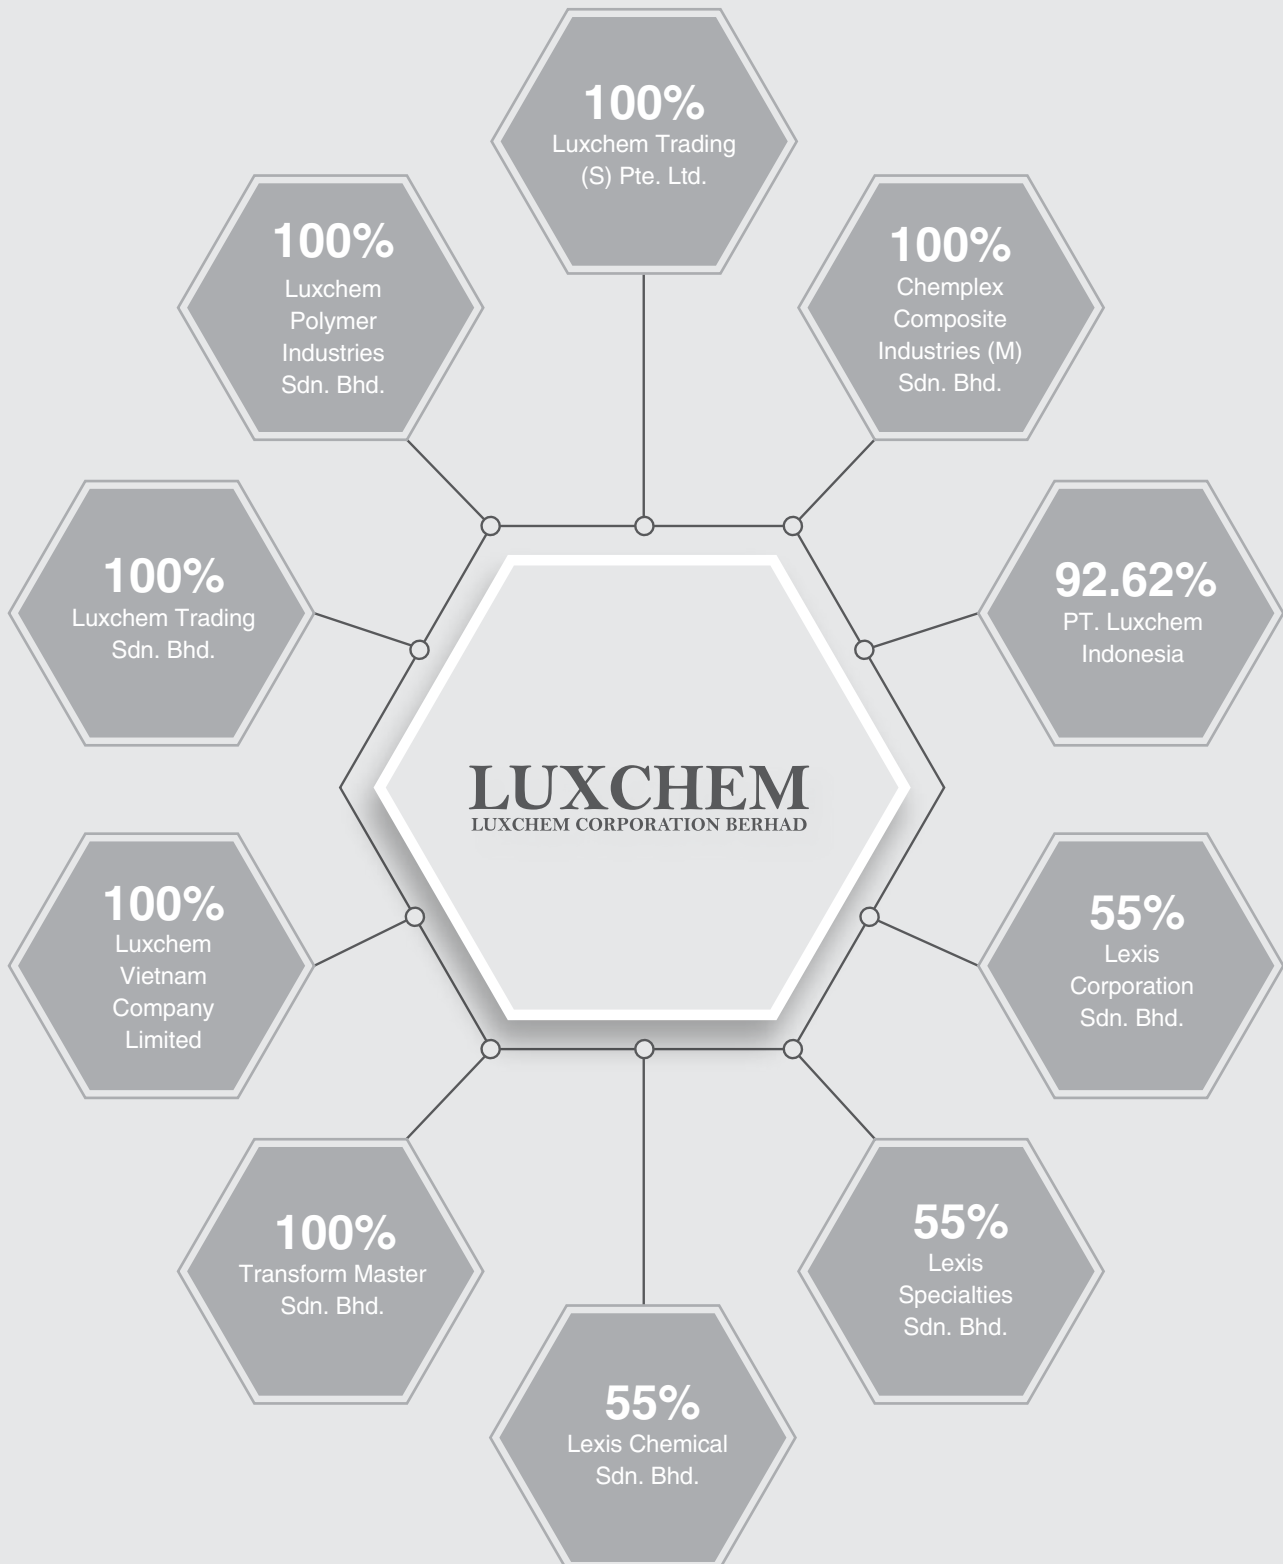 100%
Luxchem Trading
(S) Pte. Ltd.
100%
Luxchem
Polymer
Industries
Sdn. Bhd.
100%
Chemplex
Composite
Industries (M)
Sdn. Bhd.
100%
Luxchem Trading
Sdn. Bhd.
92.62%
PT. Luxchem
Indonesia
LUXCHEM
LUXCHEM CORPORATION BERHAD
100%
Luxchem
Vietnam
Company
Limited
55%
Lexis
Corporation
Sdn. Bhd.
100%
Transform Master
Sdn. Bhd.
55%
Lexis
Specialties
Sdn. Bhd.
55%
Lexis Chemical
Sdn. Bhd.